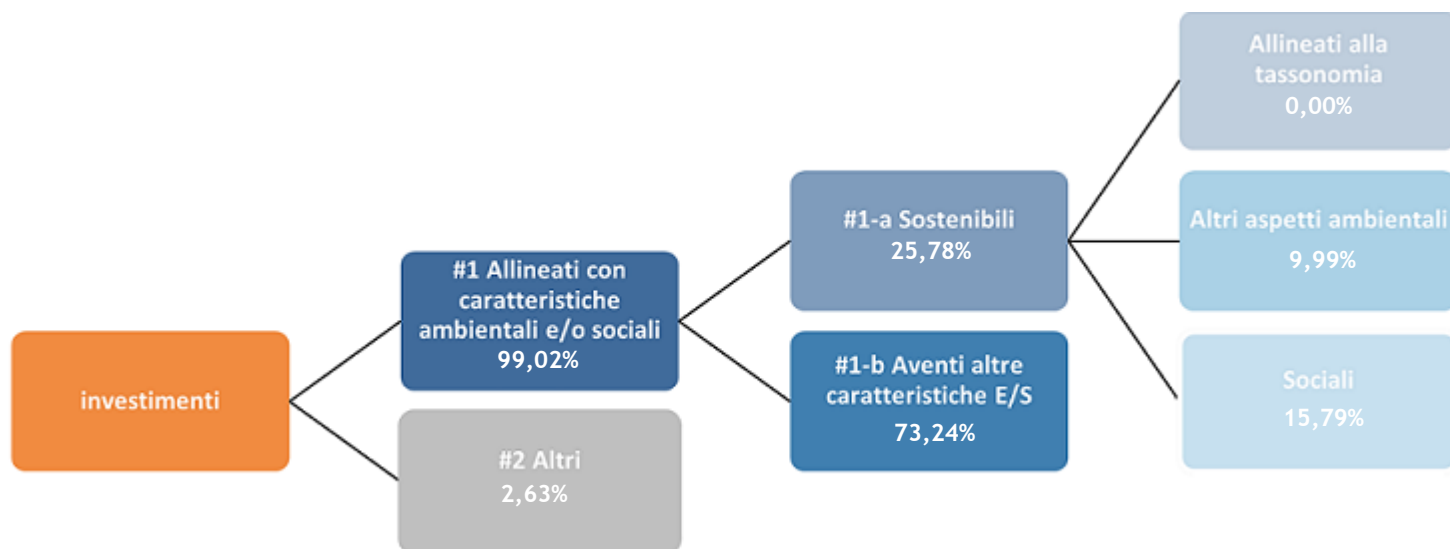 investimenti
#1 Allineati con
caratteristiche
ambientali e/o sociali
99,02%
#2 Altri
2,63%
#1-a Sostenibili
25,78%
#1-b Aventi altre
caratteristiche E/S
73,24%
Allineati alla
tassonomia
0,00%
Altri aspetti ambientali
9,99%
Sociali
15,79%